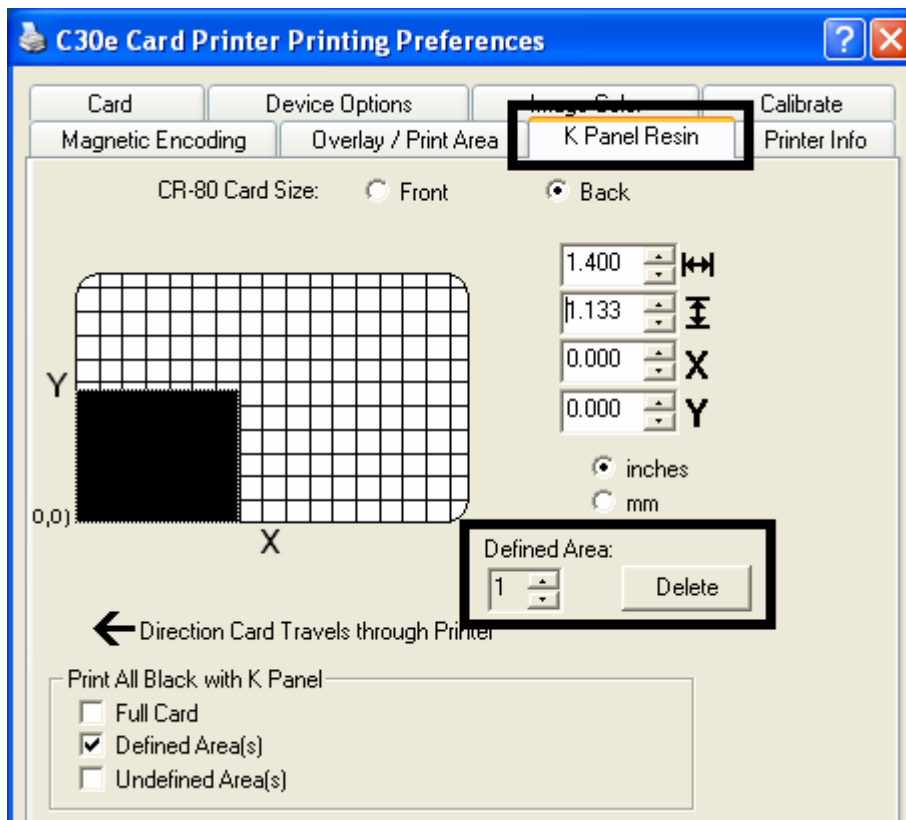 C30e Card Printer Printing Preferences
Card Device Options Image Color Calibrate
Magnetic Encoding Overlay / Print Area K Panel Resin Printer Info
CR-80 Card Size: Front Back
1.400
1.133
0.000 X
Y 0.000 Y
inches
mm
0,0)
X
Defined Area:
1 Delete
Direction Card Travels through Printer
Print All Black with K Panel
Full Card
Defined Area(s)
Undefined Area(s)